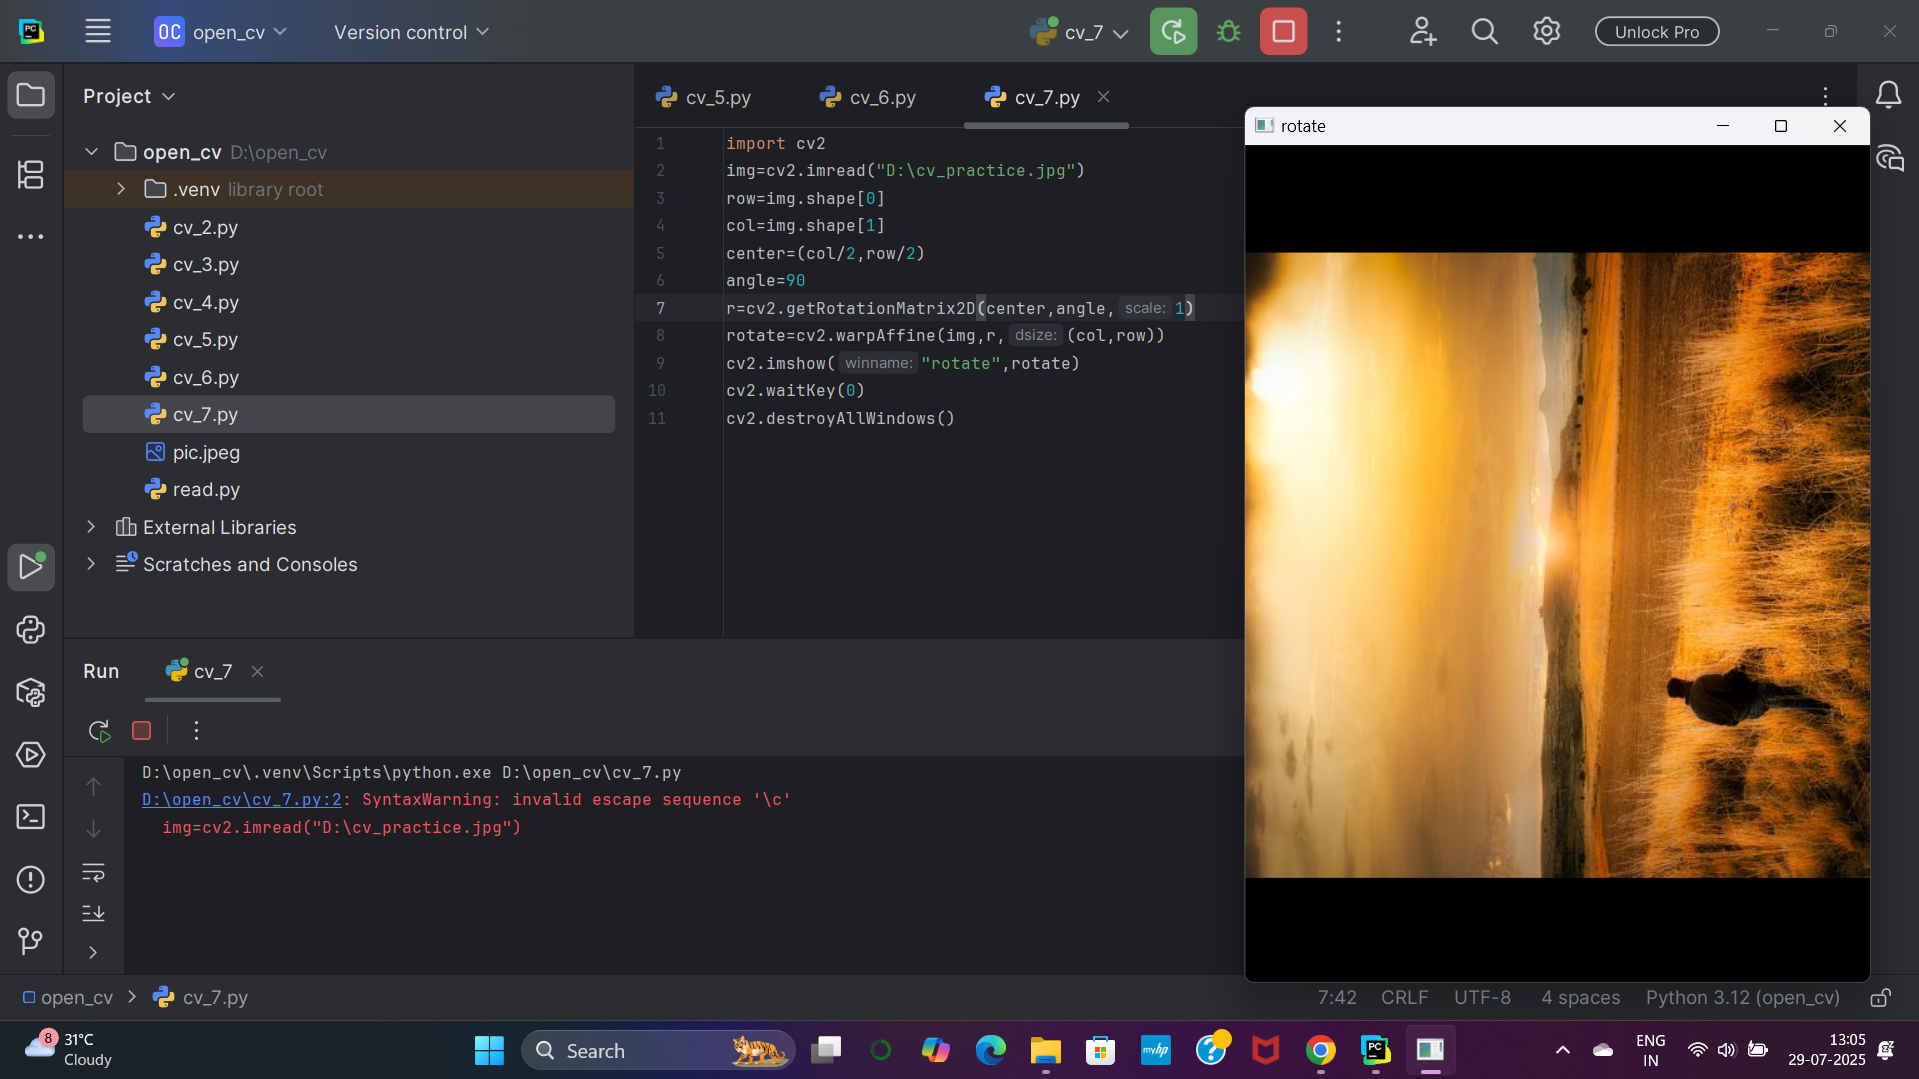 PC
OC open_cv
Version control
cv_7
Unlock Pro
Project
open_cv D:\open_cv
.venv library root
cv_2.py
cv_3.py
cv_4.py
cv_5.py
cv_6.py
cv_7.py
pic.jpeg
read.py
External Libraries
Scratches and Consoles
cv_5.py
cv_6.py
cv_7.py
1 import cv2
2 img=cv2.imread("D:\cv_practice.jpg")
3 row=img.shape[0]
4 col=img.shape[1]
5 center=(col/2,row/2)
6 angle=90
7 r=cv2.getRotationMatrix2D(center,angle, scale: 1)
8 rotate=cv2.warpAffine(img,r, dsize: (col,row))
9 cv2.imshow( winname: "rotate",rotate)
10 cv2.waitKey(0)
11 cv2.destroyAllWindows()
rotate
Run
cv_7
D:\open_cv\.venv\Scripts\python.exe D:\open_cv\cv_7.py
D:\open_cv\cv_7.py:2: SyntaxWarning: invalid escape sequence '\c'
img=cv2.imread("D:\cv_practice.jpg")
open_cv > cv_7.py
7:42 CRLF UTF-8 4 spaces Python 3.12 (open_cv)
8
31°C
Cloudy
Search
myhp
PC
ENG
IN
13:05
29-07-2025